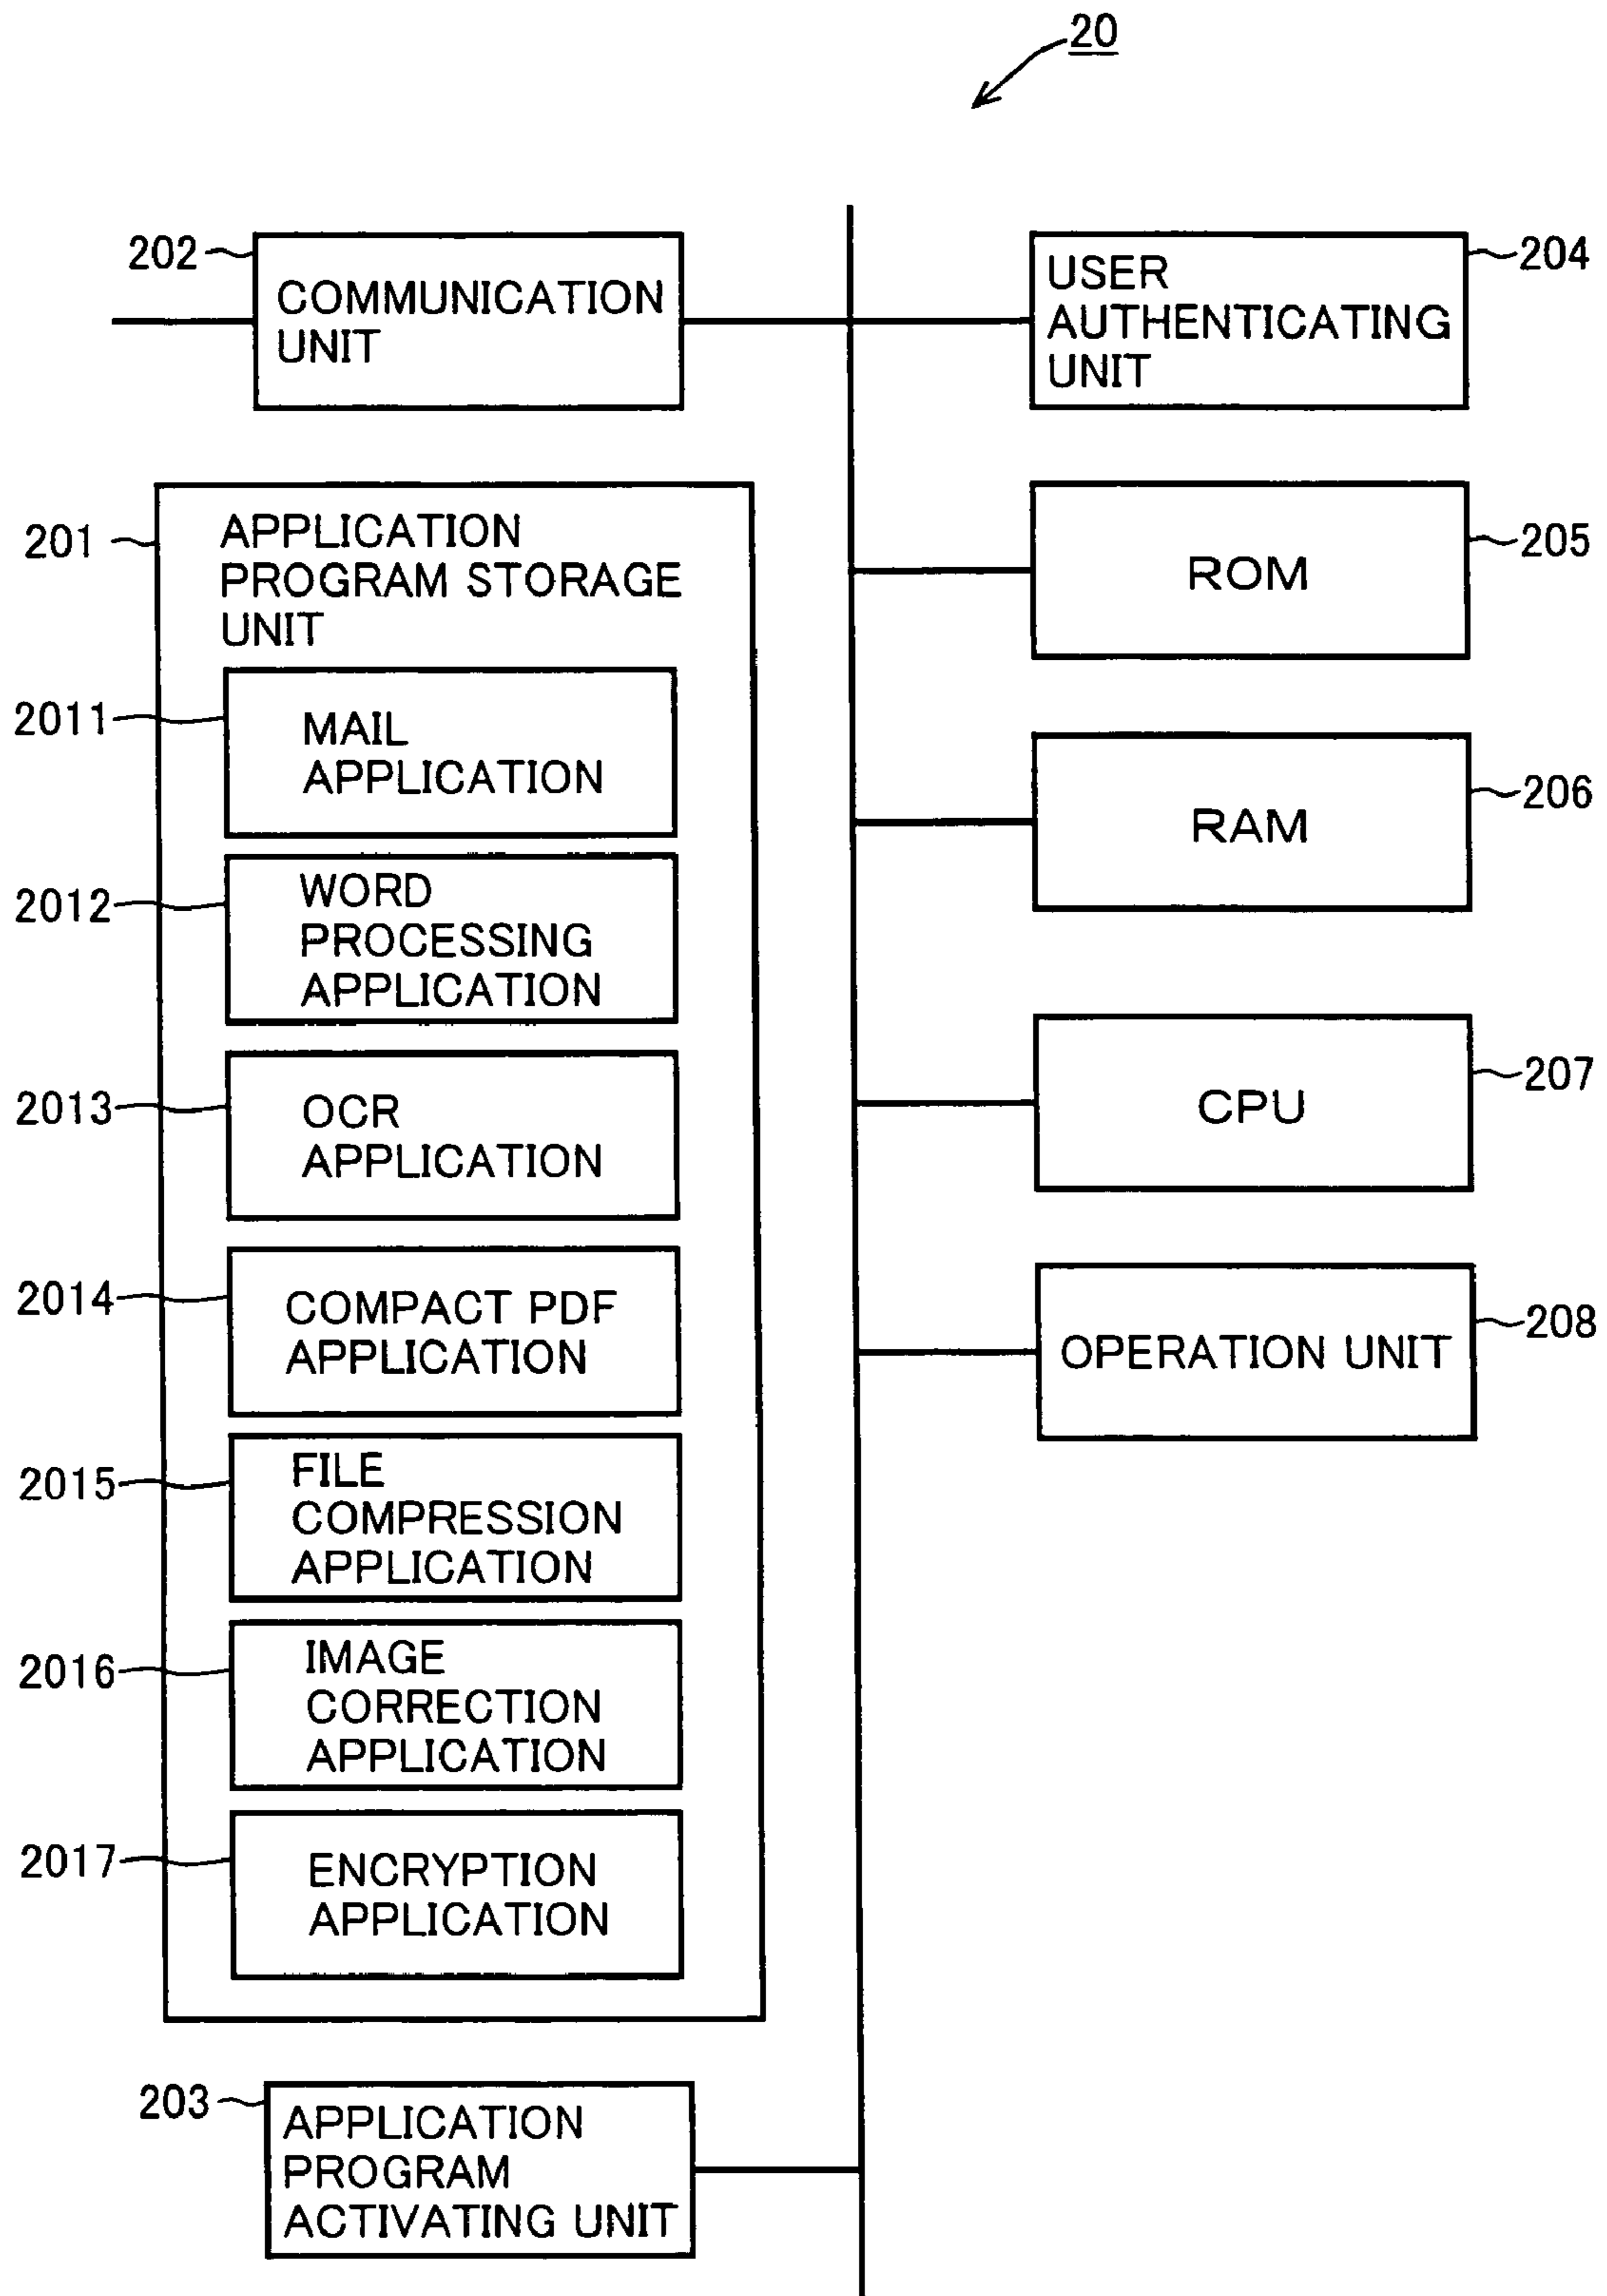 20
202
COMMUNICATION
UNIT
204
USER
AUTHENTICATING
UNIT
201
APPLICATION
PROGRAM STORAGE
UNIT
2011
MAIL
APPLICATION
2012
WORD
PROCESSING
APPLICATION
2013
OCR
APPLICATION
2014
COMPACT PDF
APPLICATION
2015
FILE
COMPRESSION
APPLICATION
2016
IMAGE
CORRECTION
APPLICATION
2017
ENCRYPTION
APPLICATION
203
APPLICATION
PROGRAM
ACTIVATING UNIT
205
ROM
206
RAM
207
CPU
208
OPERATION UNIT